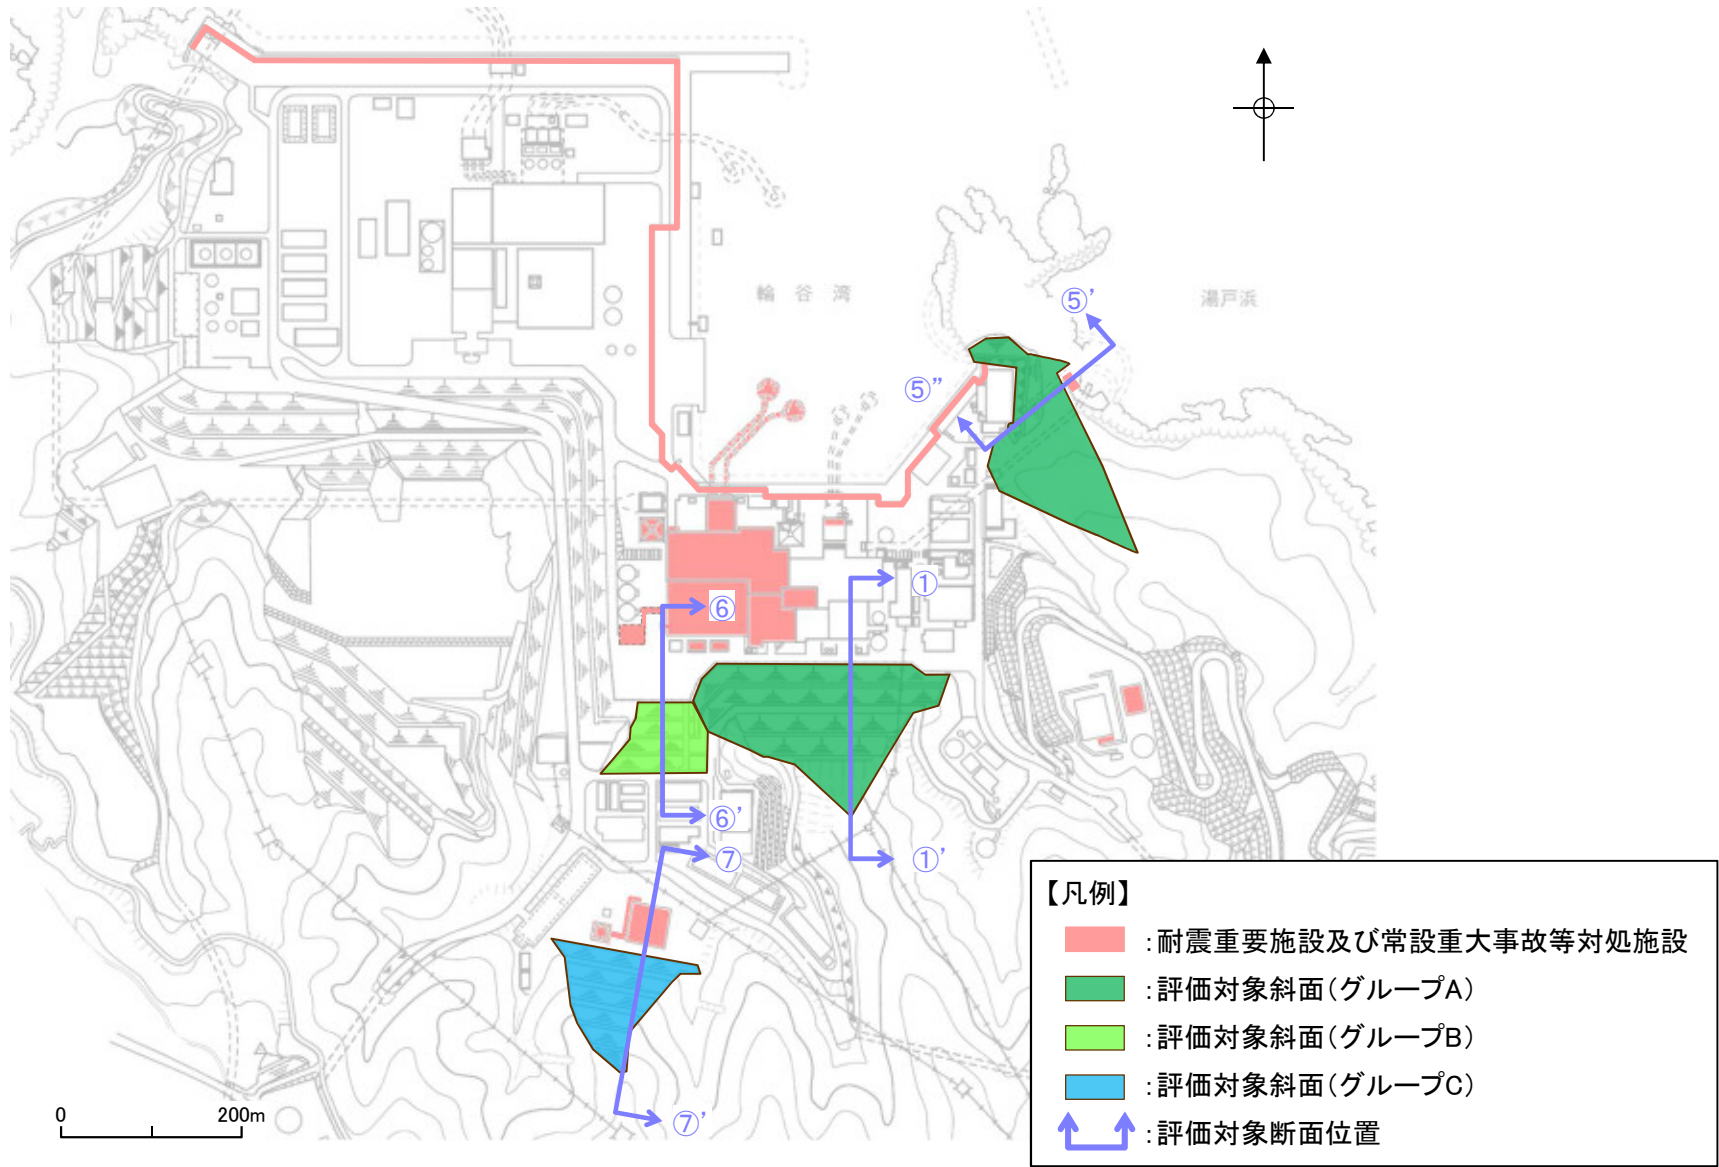 輪谷湾
湯戸浜
⑤’
⑤”
①
⑥
⑥’
⑦
①’
⑦’
0 200m
【凡例】
:耐震重要施設及び常設重大事故等対処施設
:評価対象斜面(グループA)
:評価対象斜面(グループB)
:評価対象斜面(グループC)
:評価対象断面位置